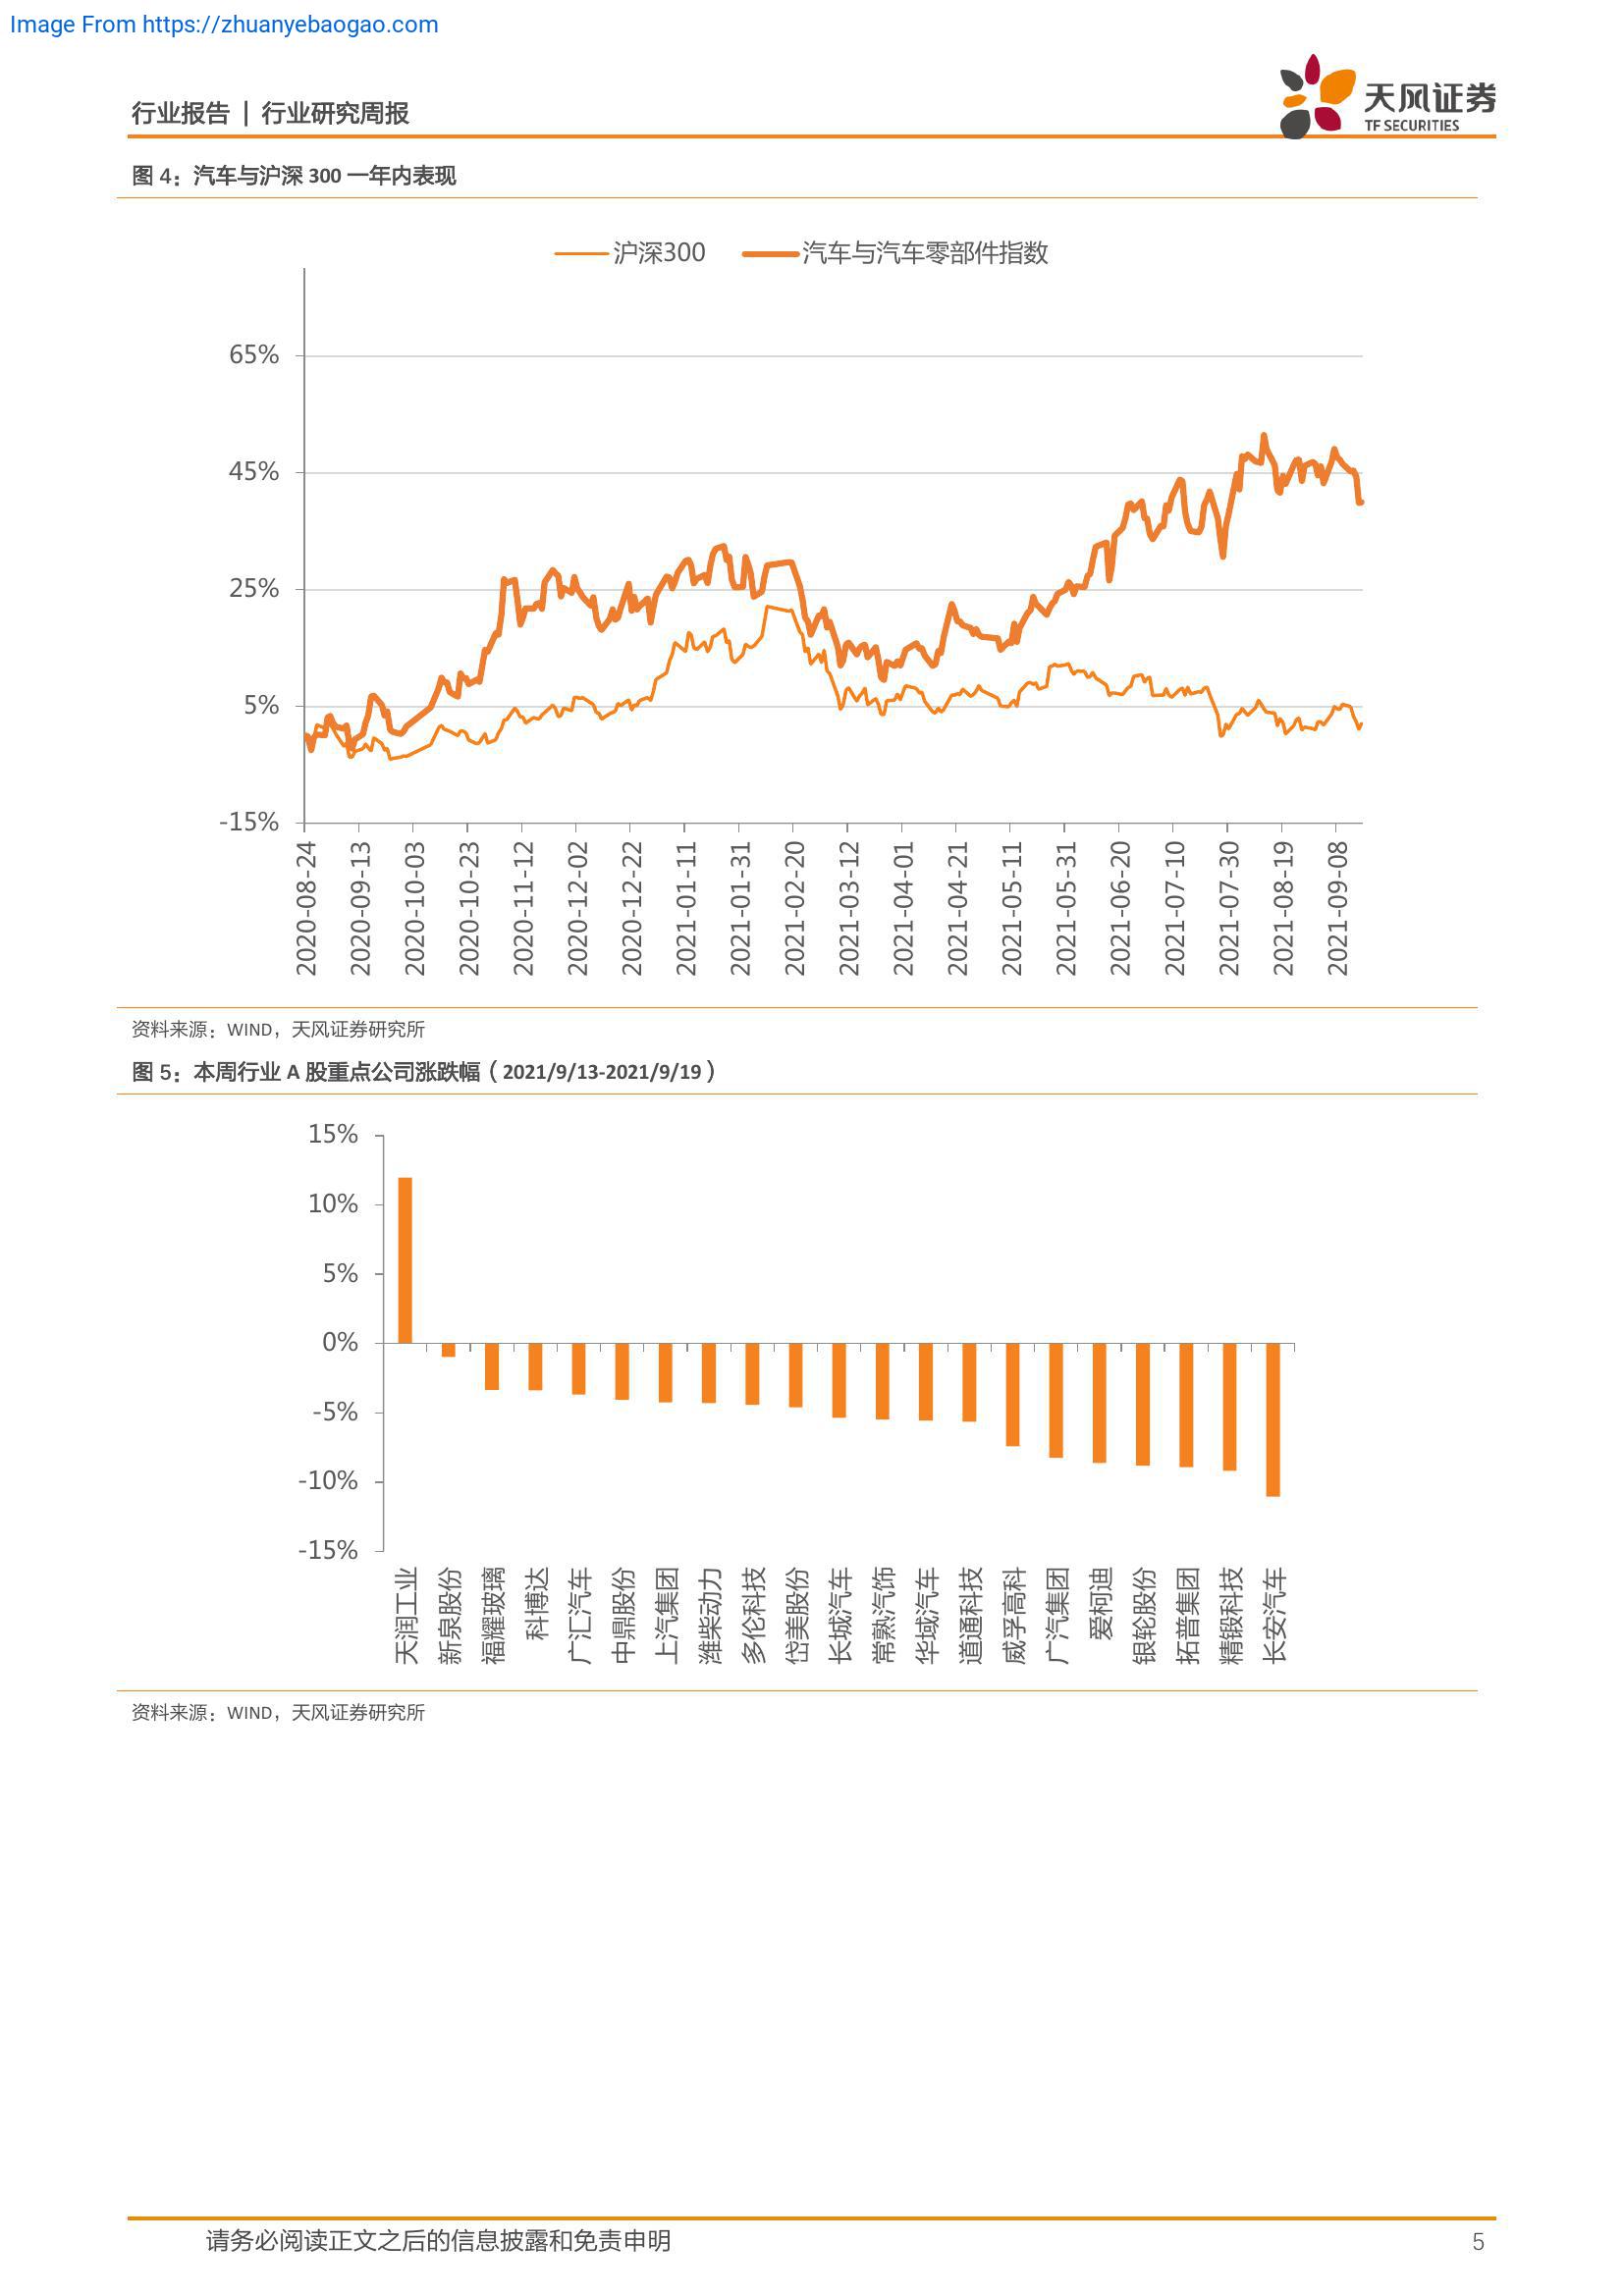 Image From https://zhuanyebaogao.com
行业报告 | 行业研究周报
天风证券
TF SECURITIES
图 4：汽车与沪深 300 一年内表现
沪深300 汽车与汽车零部件指数
65%
45%
25%
5%
-15%
2020-08-24
2020-09-13
2020-10-03
2020-10-23
2020-11-12
2020-12-02
2020-12-22
2021-01-11
2021-01-31
2021-02-20
2021-03-12
2021-04-01
2021-04-21
2021-05-11
2021-05-31
2021-06-20
2021-07-10
2021-07-30
2021-08-19
2021-09-08
资料来源：WIND，天风证券研究所
图 5：本周行业 A 股重点公司涨跌幅（2021/9/13-2021/9/19）
15%
10%
5%
0%
-5%
-10%
-15%
天润工业
新泉股份
福耀玻璃
科博达
广汇汽车
中鼎股份
上汽集团
潍柴动力
多伦科技
岱美股份
长城汽车
常熟汽饰
华域汽车
道通科技
威孚高科
广汽集团
爱柯迪
银轮股份
拓普集团
精锻科技
长安汽车
资料来源：WIND，天风证券研究所
请务必阅读正文之后的信息披露和免责申明 5